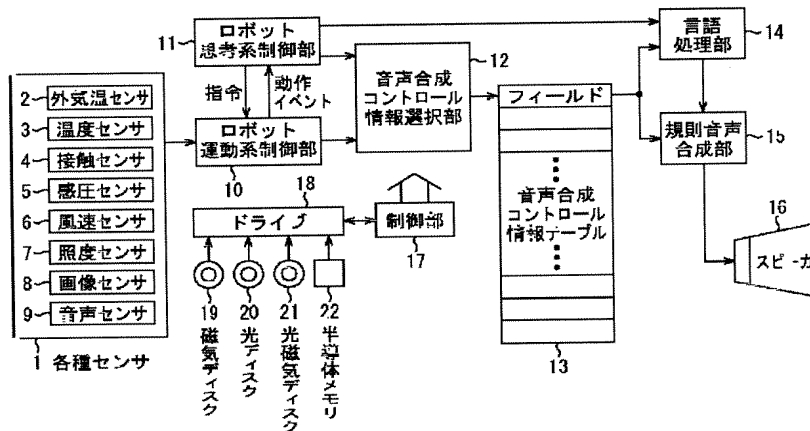 11
ロボット
思考系制御部
指令
動作
イベント
ロボット
運動系制御部
10
12
音声合成
コントロール
情報選択部
フィールド
音声合成
コントロール
情報テーブル
13
言語
処理部
14
規則音声
合成部
15
16
スピーカ
2 外気温センサ
3 温度センサ
4 接触センサ
5 感圧センサ
6 風速センサ
7 照度センサ
8 画像センサ
9 音声センサ
1 各種センサ
18
ドライブ
制御部
17
19
磁気ディスク
20
光ディスク
21
光磁気ディスク
22
半導体メモリ